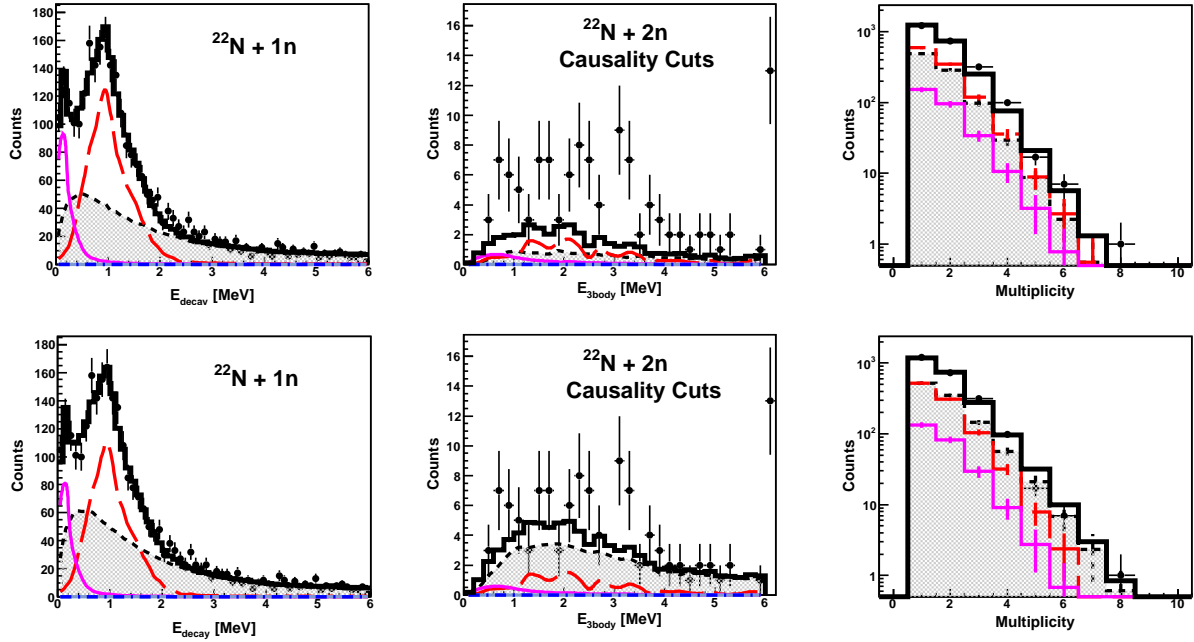 180
160
140
120
100
80
60
40
20
0
Counts
²²N + 1n
0 1 2 3 4 5 6
E_decav [MeV]
16
14
12
10
8
6
4
2
0
Counts
²²N + 2n
Causality Cuts
0 1 2 3 4 5 6
E_3body [MeV]
10³
10²
10
1
Counts
0 2 4 6 8 10
Multiplicity
180
160
140
120
100
80
60
40
20
0
Counts
²²N + 1n
0 1 2 3 4 5 6
E_decay [MeV]
16
14
12
10
8
6
4
2
0
Counts
²²N + 2n
Causality Cuts
0 1 2 3 4 5 6
E_3body [MeV]
10³
10²
10
1
Counts
0 2 4 6 8 10
Multiplicity